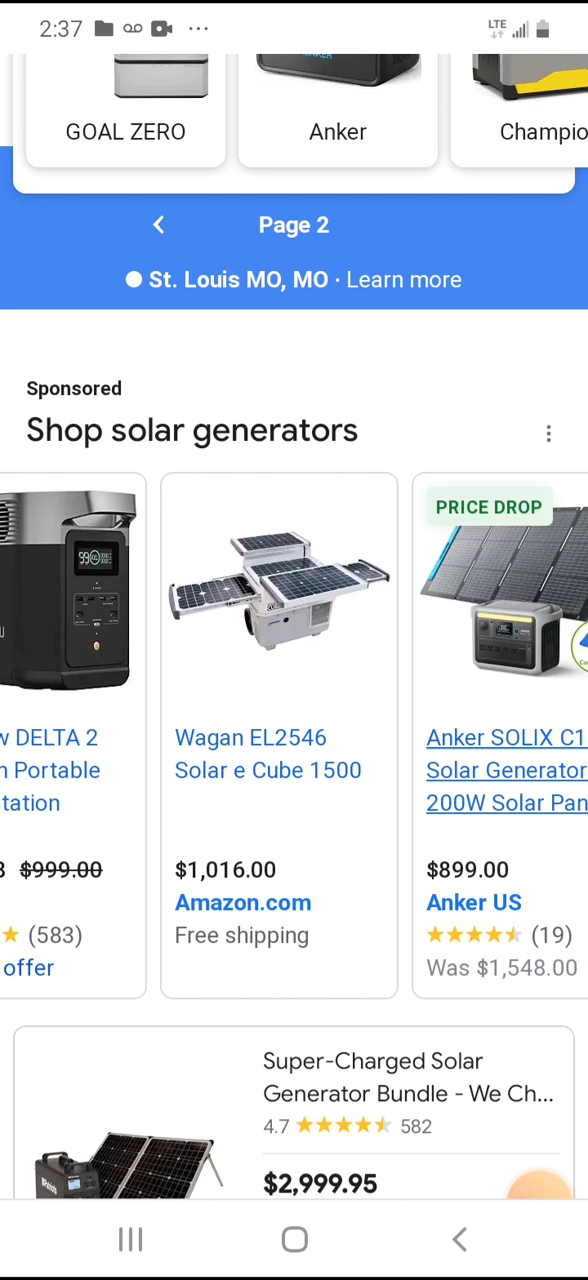 2:37
LTE
ANKER
GOAL ZERO
Anker
Champio
Page 2
St. Louis MO, MO · Learn more
Sponsored
Shop solar generators
PRICE DROP
99
w DELTA 2
n Portable
tation
$999.00
(583)
offer
Wagan EL2546
Solar e Cube 1500
$1,016.00
Amazon.com
Free shipping
Anker SOLIX C1
Solar Generator
200W Solar Pan
$899.00
Anker US
(19)
Was $1,548.00
Super-Charged Solar
Generator Bundle - We Ch...
4.7 582
$2,999.95